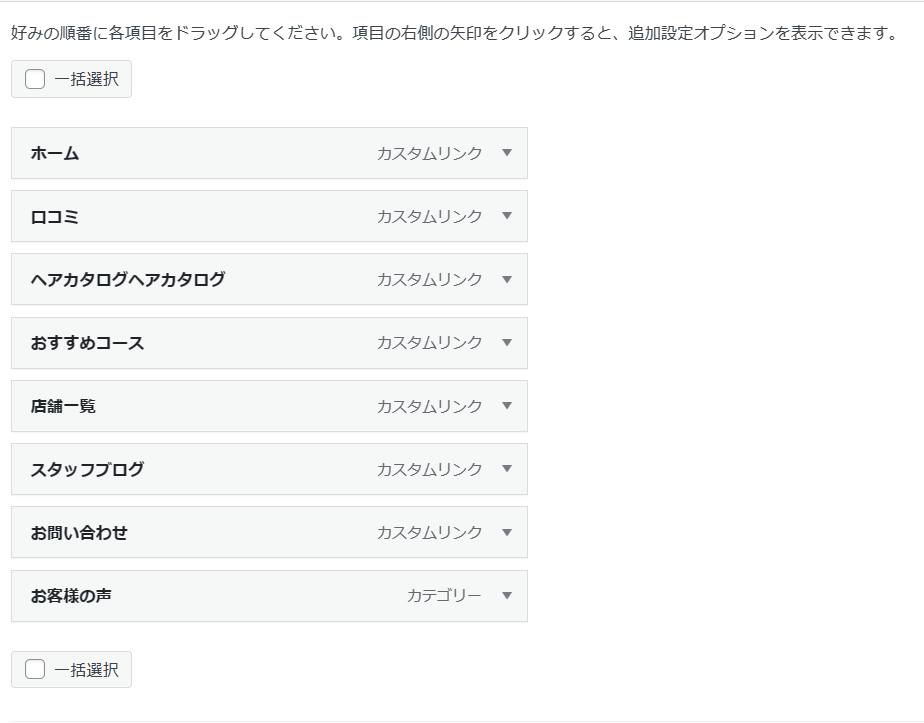 好みの順番に各項目をドラッグしてください。項目の右側の矢印をクリックすると、追加設定オプションを表示できます。
一括選択
ホーム カスタムリンク ▼
口コミ カスタムリンク ▼
ヘアカタログヘアカタログ カスタムリンク ▼
おすすめコース カスタムリンク ▼
店舗一覧 カスタムリンク ▼
スタッフブログ カスタムリンク ▼
お問い合わせ カスタムリンク ▼
お客様の声 カテゴリー ▼
一括選択